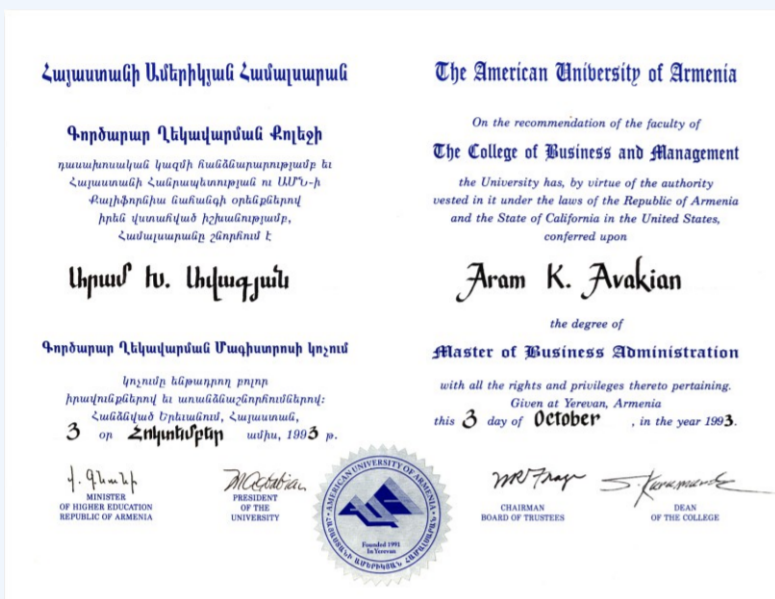 Հայաստանի Ամերիկյան Համալսարան
Գործարար Ղեկավարման Քոլեջի
դասախոսական կազմի հանձնարարությամբ եւ
Հայաստանի Հանրապետության ու ԱՄՆ-ի
Քալիֆորնիա նահանգի օրենքներով
իրեն վստահված իշխանությամբ,
Համալսարանը շնորհում է
Արամ Խ. Ավագյան
Գործարար Ղեկավարման Մագիստրոսի կոչում
կոչումը ենթադրող բոլոր
իրավունքներով եւ առանձնաշնորհումներով:
Հանձնված Երեւանում, Հայաստան,
3 օր Հոկտեմբեր ամիս, 1993 թ.
MINISTER
OF HIGHER EDUCATION
REPUBLIC OF ARMENIA
PRESIDENT
OF THE
UNIVERSITY
The American University of Armenia
On the recommendation of the faculty of
The College of Business and Management
the University has, by virtue of the authority
vested in it under the laws of the Republic of Armenia
and the State of California in the United States,
conferred upon
Aram K. Avakian
the degree of
Master of Business Administration
with all the rights and privileges thereto pertaining.
Given at Yerevan, Armenia
this 3 day of October , in the year 1993.
CHAIRMAN
BOARD OF TRUSTEES
DEAN
OF THE COLLEGE
AMERICAN UNIVERSITY OF ARMENIA
ՀԱՅԱՍՏԱՆԻ ԱՄԵՐԻԿՅԱՆ ՀԱՄԱԼՍԱՐԱՆ
Founded 1991
In Yerevan